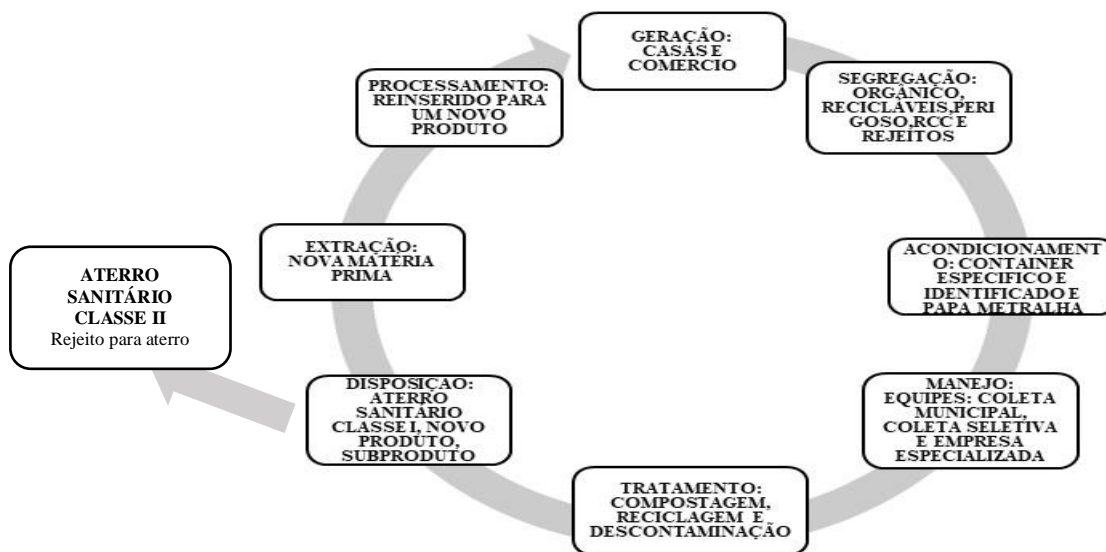 GERAÇÃO:
CASAS E
COMERCIO
SEGREGAÇÃO:
ORGÂNICO,
RECICLÁVEIS,PERI
GOSO,RCC E
REJEITOS
ACONDICIONAMENT
O: CONTAINER
ESPECIFICO E
IDENTIFICADO E
PAPA METRALHA
MANEJO:
EQUIPES: COLETA
MUNICIPAL,
COLETA SELETIVA
E EMPRESA
ESPECIALIZADA
TRATAMENTO:
COMPOSTAGEM,
RECICLAGEM E
DESCONTAMINAÇÃO
DISPOSIÇAO:
ATERRO
SANITÁRIO
CLASSE I, NOVO
PRODUTO,
SUBPRODUTO
ATERRO
SANITÁRIO
CLASSE II
Rejeito para aterro
EXTRAÇÃO:
NOVA MATÉRIA
PRIMA
PROCESSAMENTO:
REINSERIDO PARA
UM NOVO
PRODUTO